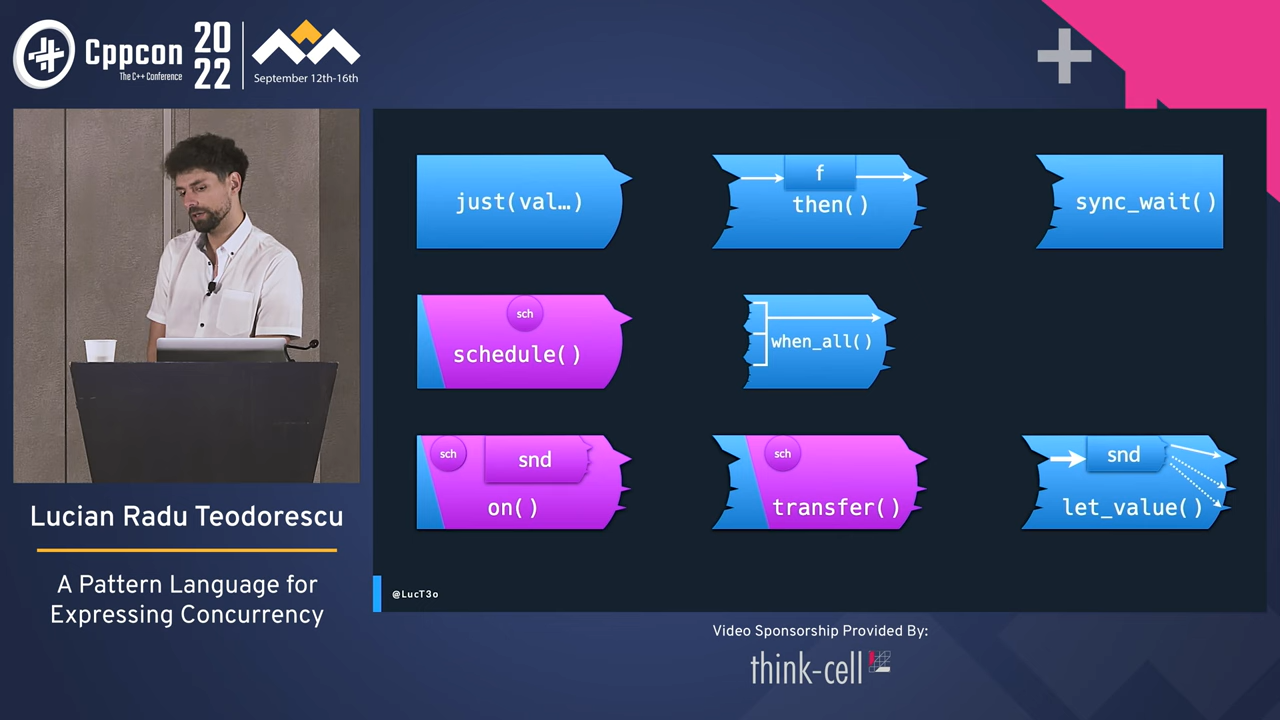 Cppcon
The C++ Conference
20
22
September 12th-16th
just(val…)
f
then()
sync_wait()
sch
schedule()
when_all()
sch
snd
on()
sch
transfer()
snd
let_value()
@LucT3o
Lucian Radu Teodorescu
A Pattern Language for
Expressing Concurrency
Video Sponsorship Provided By:
think-cell